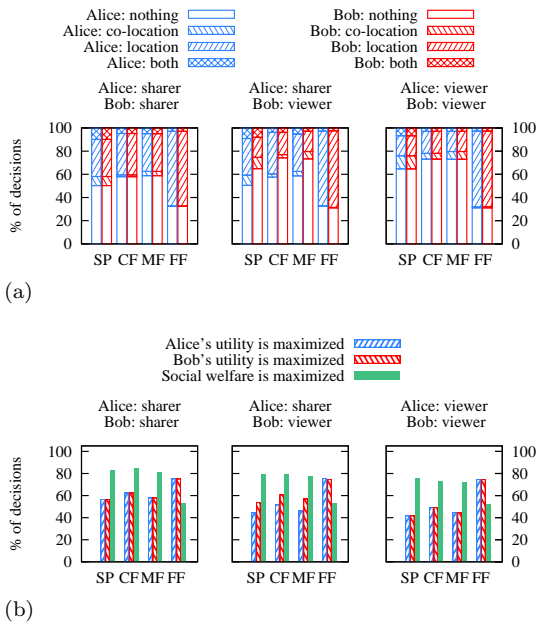 Alice: nothing
Alice: co-location
Alice: location
Alice: both
Bob: nothing
Bob: co-location
Bob: location
Bob: both
Alice: sharer
Bob: sharer
Alice: sharer
Bob: viewer
Alice: viewer
Bob: viewer
% of decisions
100
80
60
40
20
0
100
80
60
40
20
0
SP CF MF FF
SP CF MF FF
SP CF MF FF
(a)
Alice's utility is maximized
Bob's utility is maximized
Social welfare is maximized
Alice: sharer
Bob: sharer
Alice: sharer
Bob: viewer
Alice: viewer
Bob: viewer
% of decisions
100
80
60
40
20
0
100
80
60
40
20
0
SP CF MF FF
SP CF MF FF
SP CF MF FF
(b)